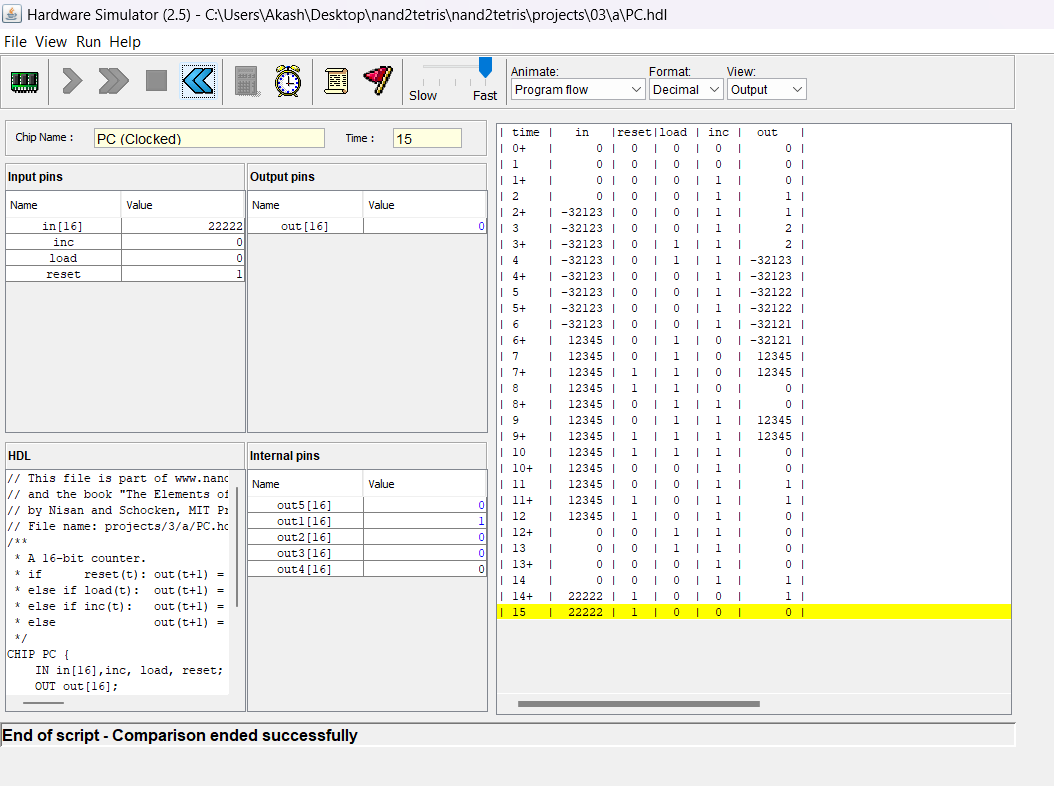 Hardware Simulator (2.5) - C:\Users\Akash\Desktop\nand2tetris\nand2tetris\projects\03\a\PC.hdl
File View Run Help
Slow Fast
Animate: Format: View:
Program flow Decimal Output
Chip Name : PC (Clocked) Time : 15
Input pins
Name Value
in[16] 22222
inc 0
load 0
reset 1
Output pins
Name Value
out[16] 0
HDL
// This file is part of www.nand
// and the book "The Elements of
// by Nisan and Schocken, MIT Pr
// File name: projects/3/a/PC.hd
/**
* A 16-bit counter.
* if reset(t): out(t+1) =
* else if load(t): out(t+1) =
* else if inc(t): out(t+1) =
* else out(t+1) =
*/
CHIP PC {
IN in[16],inc, load, reset;
OUT out[16];
Internal pins
Name Value
out5[16] 0
out1[16] 1
out2[16] 0
out3[16] 0
out4[16] 0
| time | in |reset|load | inc | out |
| 0+ | 0 | 0 | 0 | 0 | 0 |
| 1 | 0 | 0 | 0 | 0 | 0 |
| 1+ | 0 | 0 | 0 | 1 | 0 |
| 2 | 0 | 0 | 0 | 1 | 1 |
| 2+ | -32123 | 0 | 0 | 1 | 1 |
| 3 | -32123 | 0 | 0 | 1 | 2 |
| 3+ | -32123 | 0 | 1 | 1 | 2 |
| 4 | -32123 | 0 | 1 | 1 | -32123 |
| 4+ | -32123 | 0 | 0 | 1 | -32123 |
| 5 | -32123 | 0 | 0 | 1 | -32122 |
| 5+ | -32123 | 0 | 0 | 1 | -32122 |
| 6 | -32123 | 0 | 0 | 1 | -32121 |
| 6+ | 12345 | 0 | 1 | 0 | -32121 |
| 7 | 12345 | 0 | 1 | 0 | 12345 |
| 7+ | 12345 | 1 | 1 | 0 | 12345 |
| 8 | 12345 | 1 | 1 | 0 | 0 |
| 8+ | 12345 | 0 | 1 | 1 | 0 |
| 9 | 12345 | 0 | 1 | 1 | 12345 |
| 9+ | 12345 | 1 | 1 | 1 | 12345 |
| 10 | 12345 | 1 | 1 | 1 | 0 |
| 10+ | 12345 | 0 | 0 | 1 | 0 |
| 11 | 12345 | 0 | 0 | 1 | 1 |
| 11+ | 12345 | 1 | 0 | 1 | 1 |
| 12 | 12345 | 1 | 0 | 1 | 0 |
| 12+ | 0 | 0 | 1 | 1 | 0 |
| 13 | 0 | 0 | 1 | 1 | 0 |
| 13+ | 0 | 0 | 0 | 1 | 0 |
| 14 | 0 | 0 | 0 | 1 | 1 |
| 14+ | 22222 | 1 | 0 | 0 | 1 |
| 15 | 22222 | 1 | 0 | 0 | 0 |
End of script - Comparison ended successfully